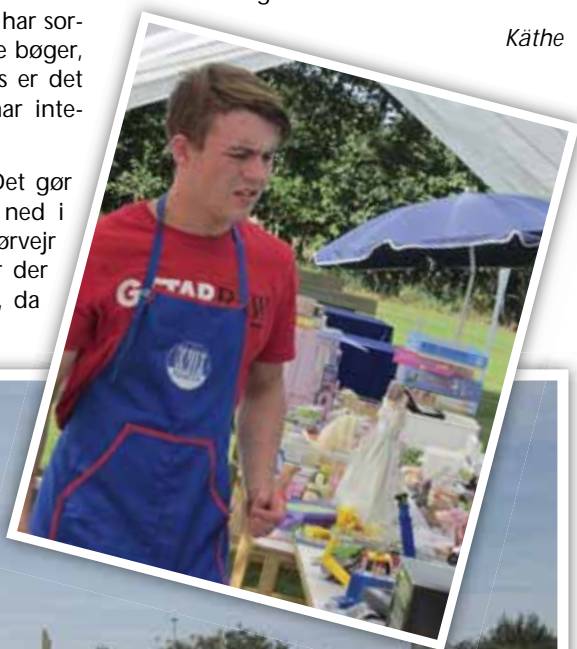 har sor-
e bøger,
s er det
har inte-
Det gør
ned i
ørvejr
r der
, da
Käthe